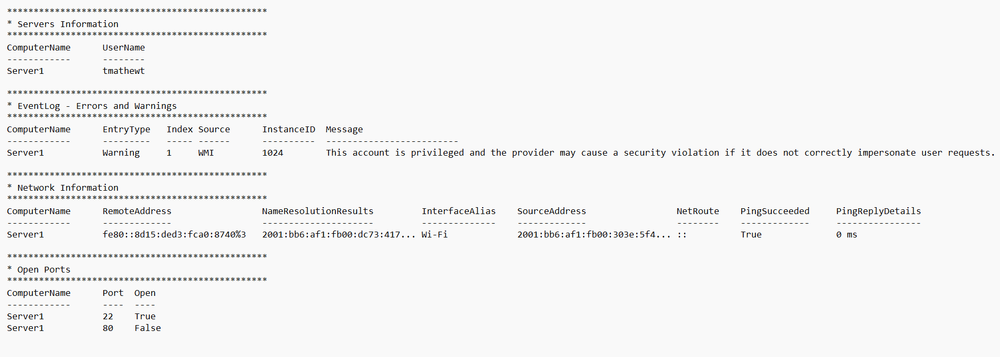 *************************************************
* Servers Information
*************************************************
ComputerName      UserName
------------      --------
Server1           tmathewt

*************************************************
* EventLog - Errors and Warnings
*************************************************
ComputerName      EntryType   Index Source      InstanceID  Message
------------      ---------   ----- ------      ----------  -------------------------
Server1           Warning     1     WMI         1024        This account is privileged and the provider may cause a security violation if it does not correctly impersonate user requests.

*************************************************
* Network Information
*************************************************
ComputerName      RemoteAddress                 NameResolutionResults         InterfaceAlias    SourceAddress                 NetRoute    PingSucceeded     PingReplyDetails
------------      -------------                 ---------------------         --------------    -------------                 --------    -------------     ----------------
Server1           fe80::8d15:ded3:fca0:8740%3   2001:bb6:af1:fb00:dc73:417... Wi-Fi             2001:bb6:af1:fb00:303e:5f4... ::          True              0 ms

*************************************************
* Open Ports
*************************************************
ComputerName      Port  Open
------------      ----  ----
Server1           22    True
Server1           80    False